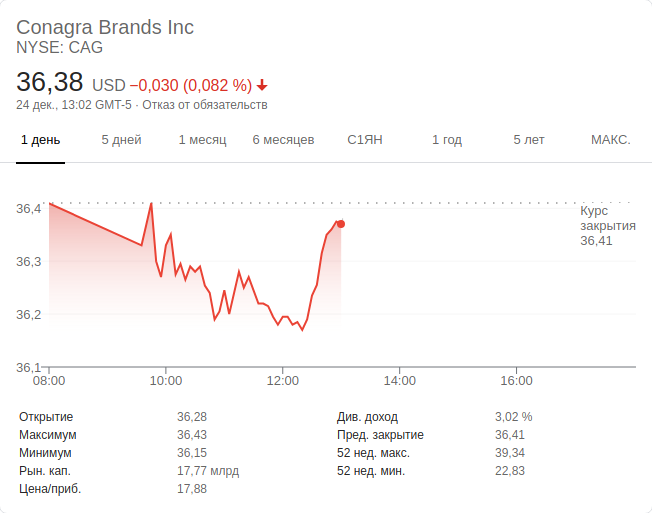 Conagra Brands Inc
NYSE: CAG
36,38 USD −0,030 (0,082 %)
24 дек., 13:02 GMT-5 · Отказ от обязательств
1 день 5 дней 1 месяц 6 месяцев С1ЯН 1 год 5 лет МАКС.
36,4
36,3
36,2
36,1
Курс
закрытия
36,41
08:00 10:00 12:00 14:00 16:00
Открытие 36,28 Див. доход 3,02 %
Максимум 36,43 Пред. закрытие 36,41
Минимум 36,15 52 нед. макс. 39,34
Рын. кап. 17,77 млрд 52 нед. мин. 22,83
Цена/приб. 17,88